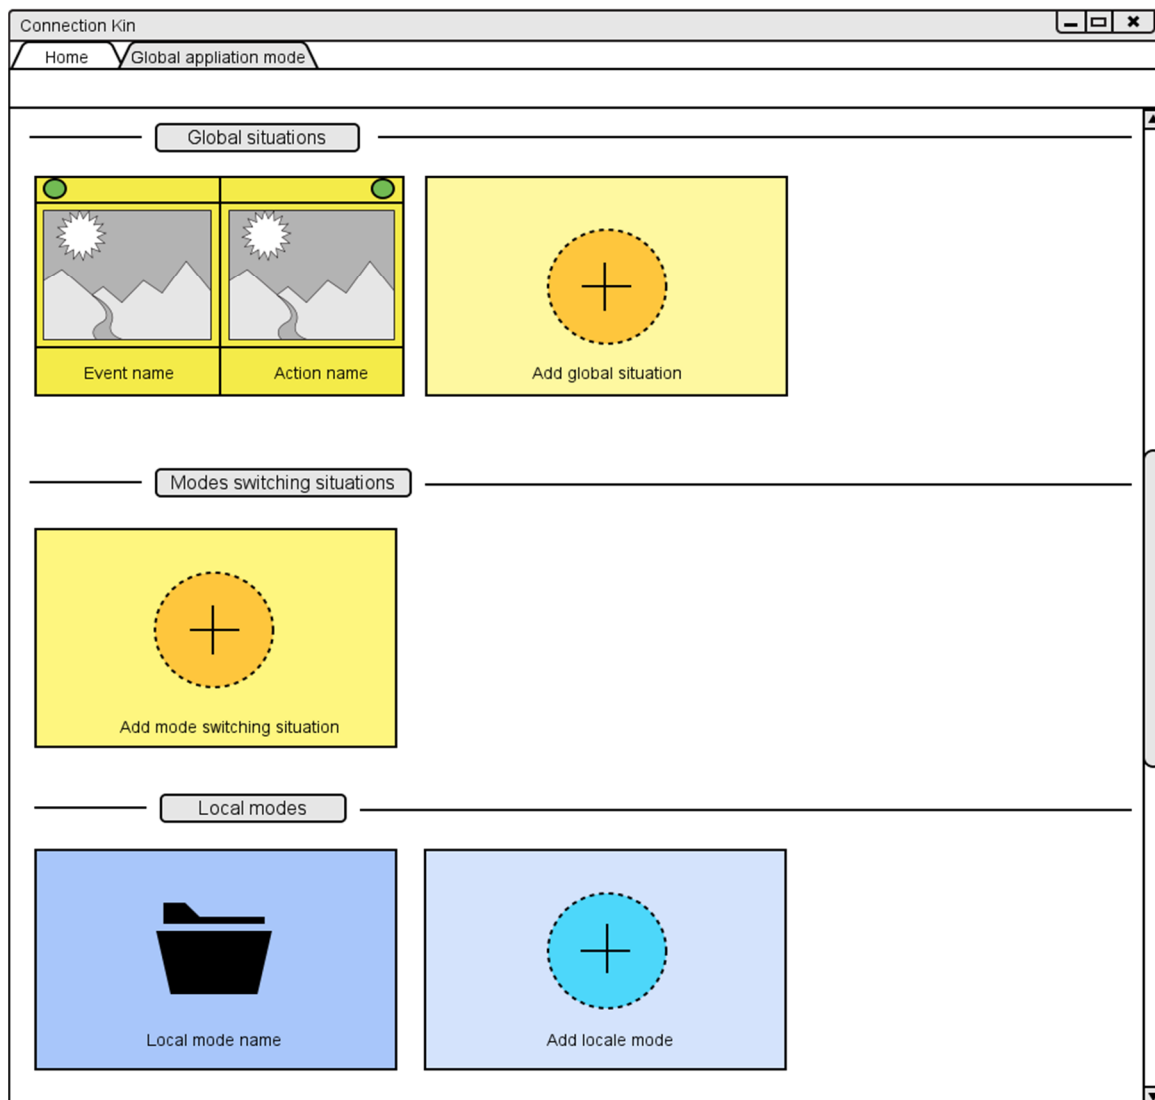 Connection Kin
Home
Global appliation mode
Global situations
Event name
Action name
Add global situation
Modes switching situations
Add mode switching situation
Local modes
Local mode name
Add locale mode